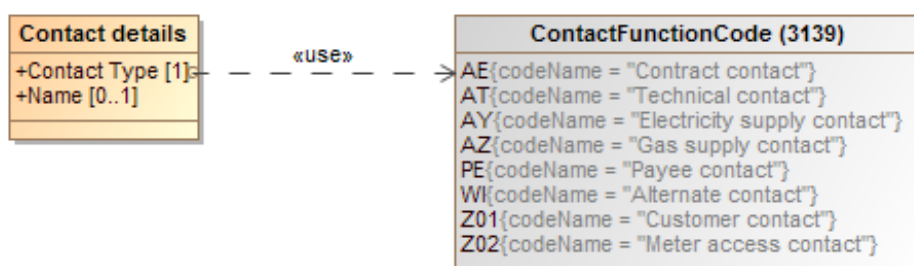 Contact details
+Contact Type [1]
+Name [0..1]
«use»
ContactFunctionCode (3139)
AE{codeName = "Contract contact"}
AT{codeName = "Technical contact"}
AY{codeName = "Electricity supply contact"}
AZ{codeName = "Gas supply contact"}
PE{codeName = "Payee contact"}
WI{codeName = "Alternate contact"}
Z01{codeName = "Customer contact"}
Z02{codeName = "Meter access contact"}